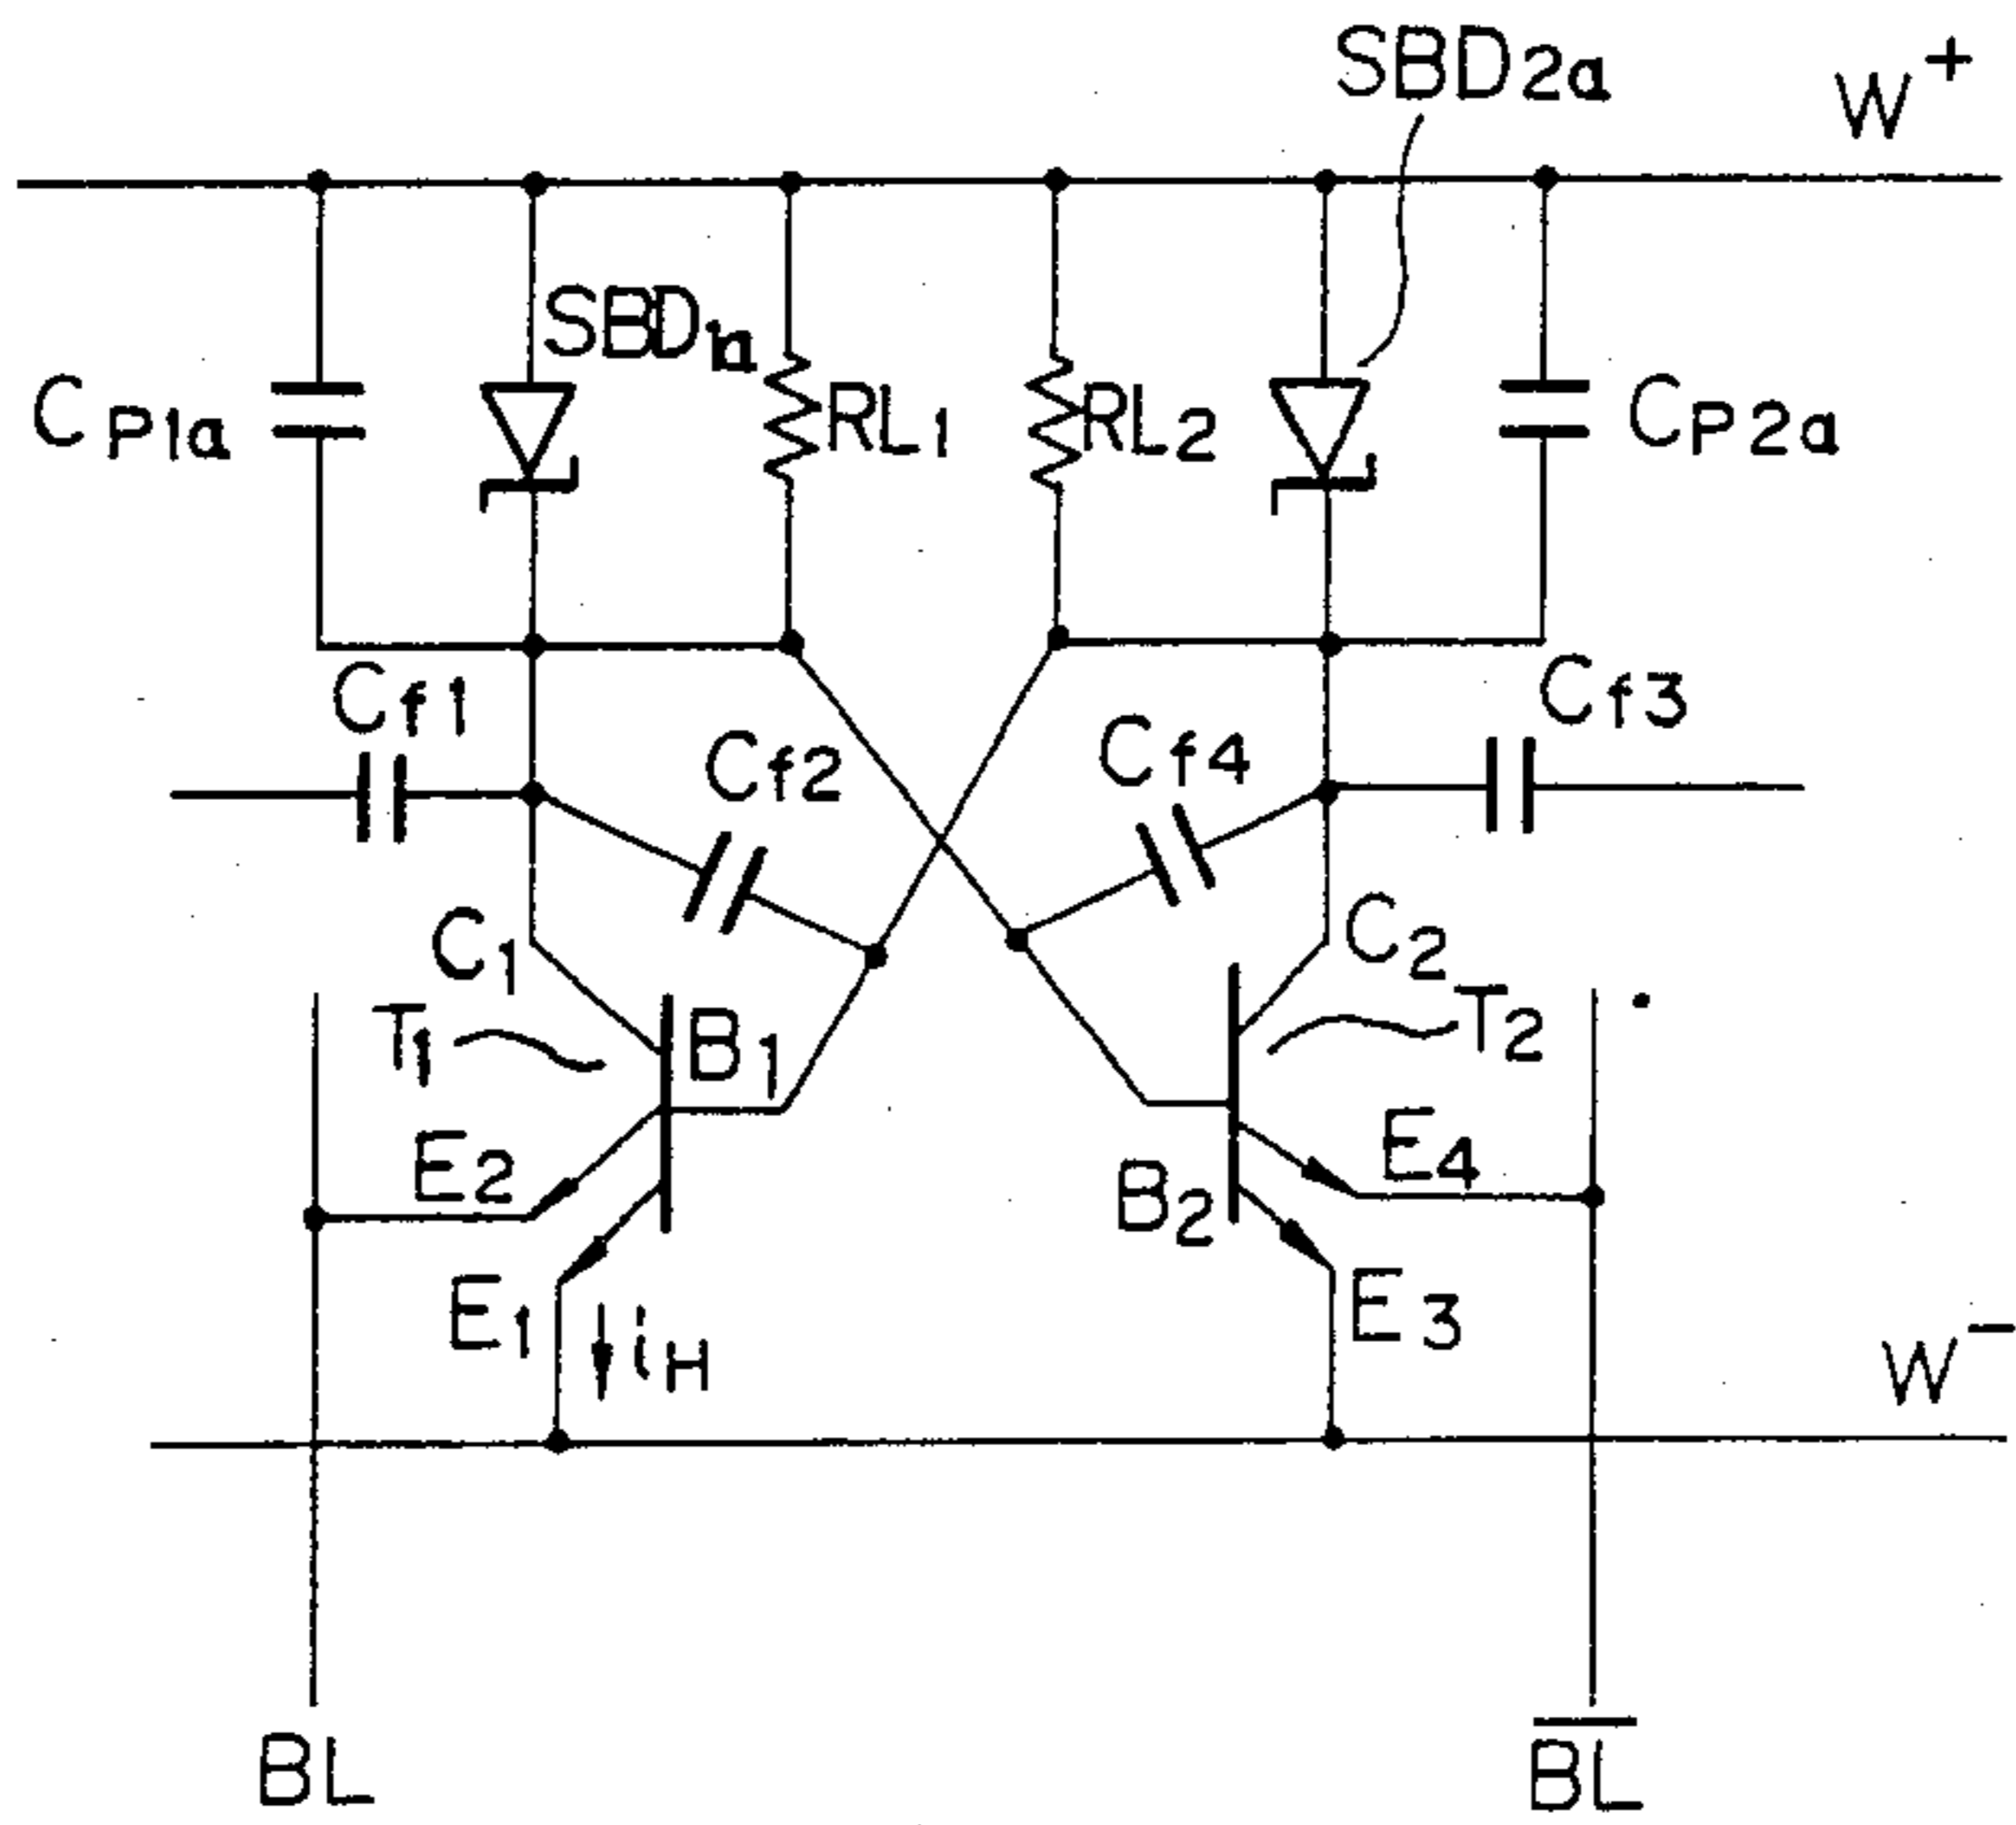 SBD2a
W+
SBD1a
CP1a
RL1
RL2
CP2a
Cf1
Cf2
Cf4
Cf3
C1
C2
T1
B1
T2
E2
E4
B2
E1
iH
E3
W-
BL
B̅L̅